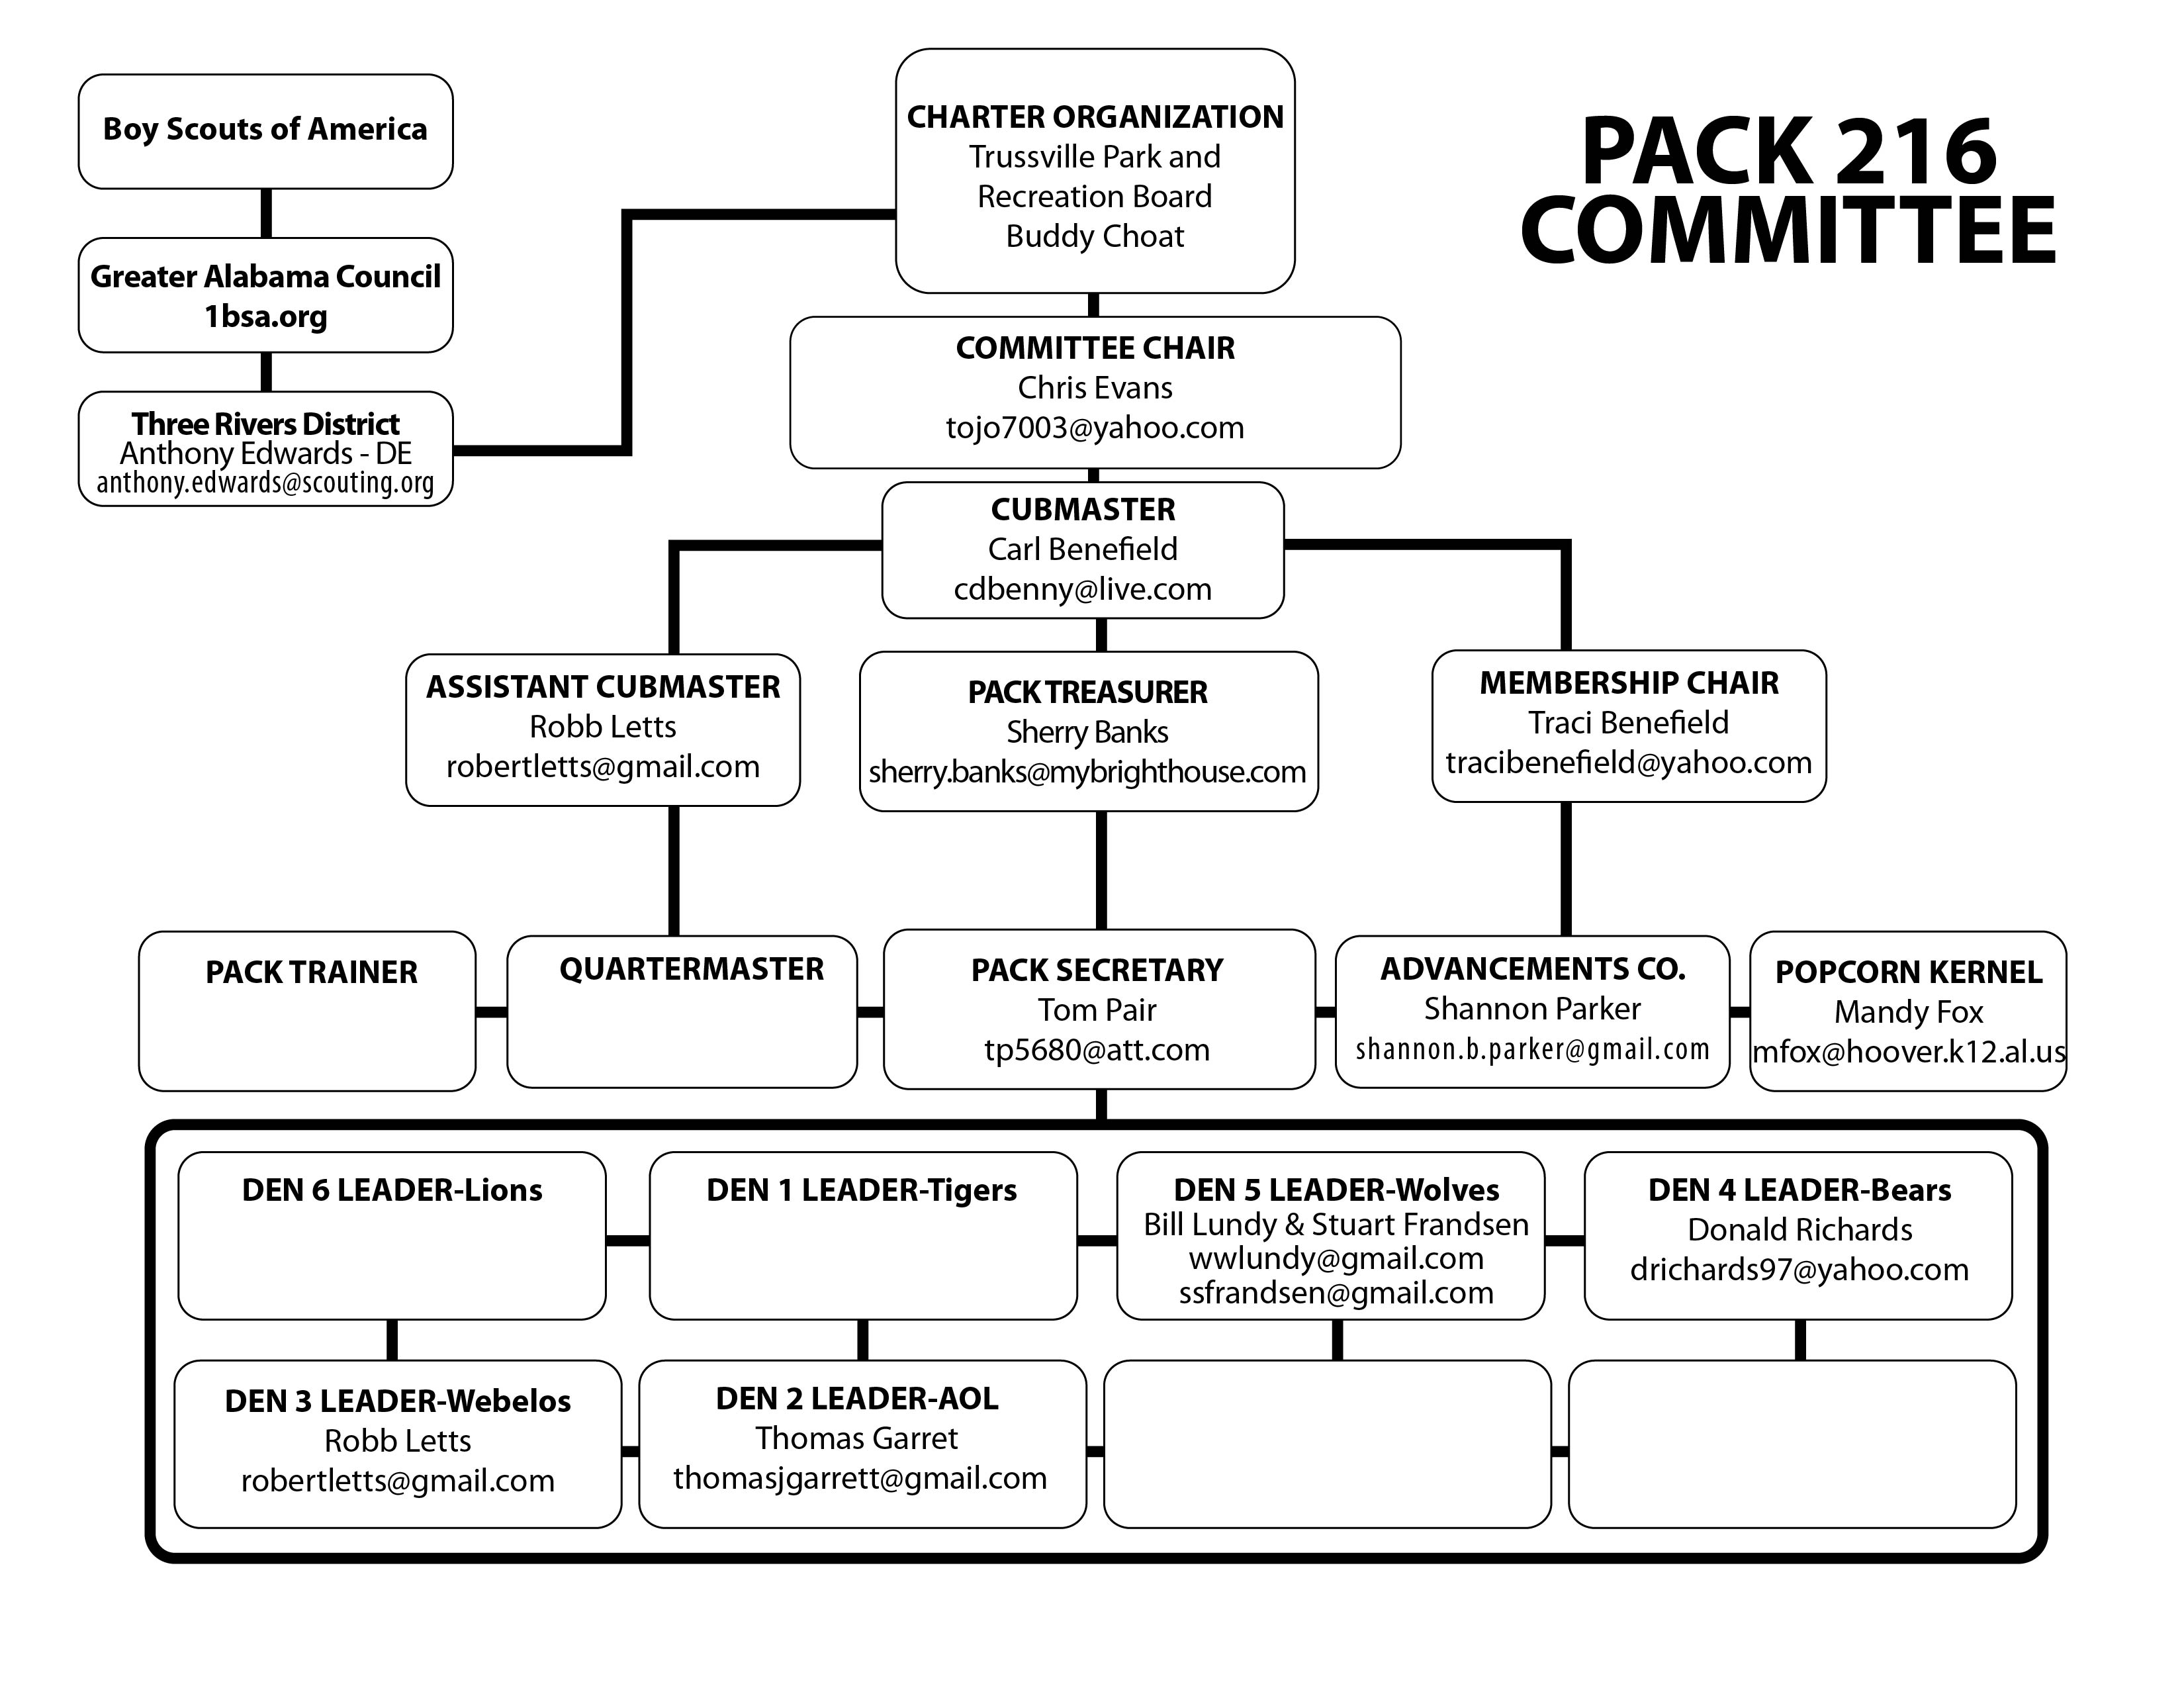 Boy Scouts of America
Greater Alabama Council
1bsa.org
Three Rivers District
Anthony Edwards - DE
anthony.edwards@scouting.org
CHARTER ORGANIZATION
Trussville Park and
Recreation Board
Buddy Choat
PACK 216
COMMITTEE
COMMITTEE CHAIR
Chris Evans
tojo7003@yahoo.com
CUBMASTER
Carl Benefield
cdbenny@live.com
ASSISTANT CUBMASTER
Robb Letts
robertletts@gmail.com
PACK TREASURER
Sherry Banks
sherry.banks@mybrighthouse.com
MEMBERSHIP CHAIR
Traci Benefield
tracibenefield@yahoo.com
PACK TRAINER
QUARTERMASTER
PACK SECRETARY
Tom Pair
tp5680@att.com
ADVANCEMENTS CO.
Shannon Parker
shannon.b.parker@gmail.com
POPCORN KERNEL
Mandy Fox
mfox@hoover.k12.al.us
DEN 6 LEADER-Lions
DEN 1 LEADER-Tigers
DEN 5 LEADER-Wolves
Bill Lundy & Stuart Frandsen
wwlundy@gmail.com
ssfrandsen@gmail.com
DEN 4 LEADER-Bears
Donald Richards
drichards97@yahoo.com
DEN 3 LEADER-Webelos
Robb Letts
robertletts@gmail.com
DEN 2 LEADER-AOL
Thomas Garret
thomasjgarrett@gmail.com